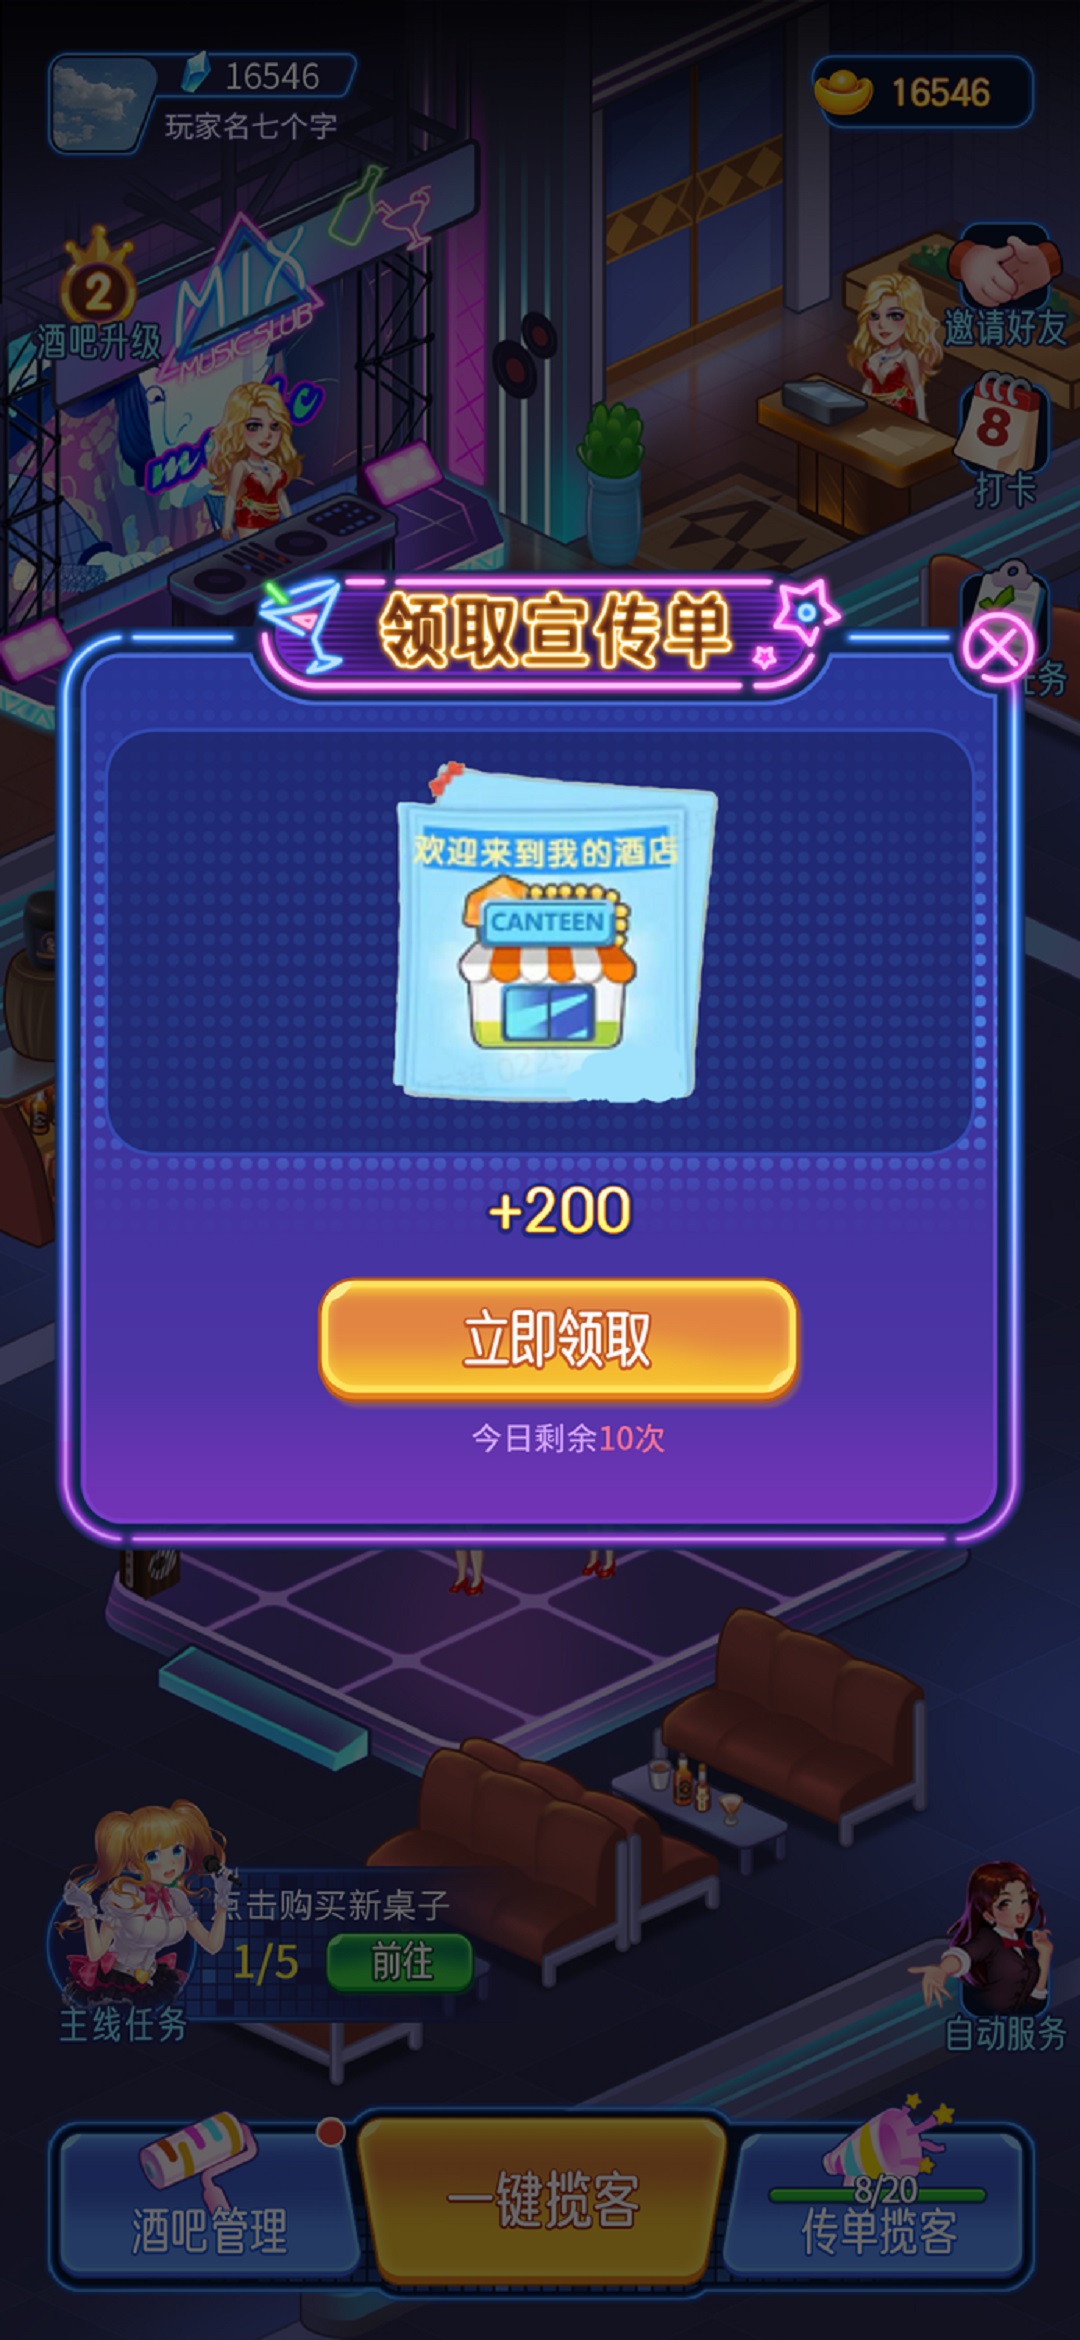 16546
16546
玩家名七个字
2
酒吧升级
MIX
MUSICSLUB
邀请好友
8
打卡
领取宣传单
务
欢迎来到我的酒店
CANTEEN
+200
立即领取
今日剩余10次
点击购买新桌子
1/5
前往
主线任务
自动服务
酒吧管理
一键揽客
8/20
传单揽客